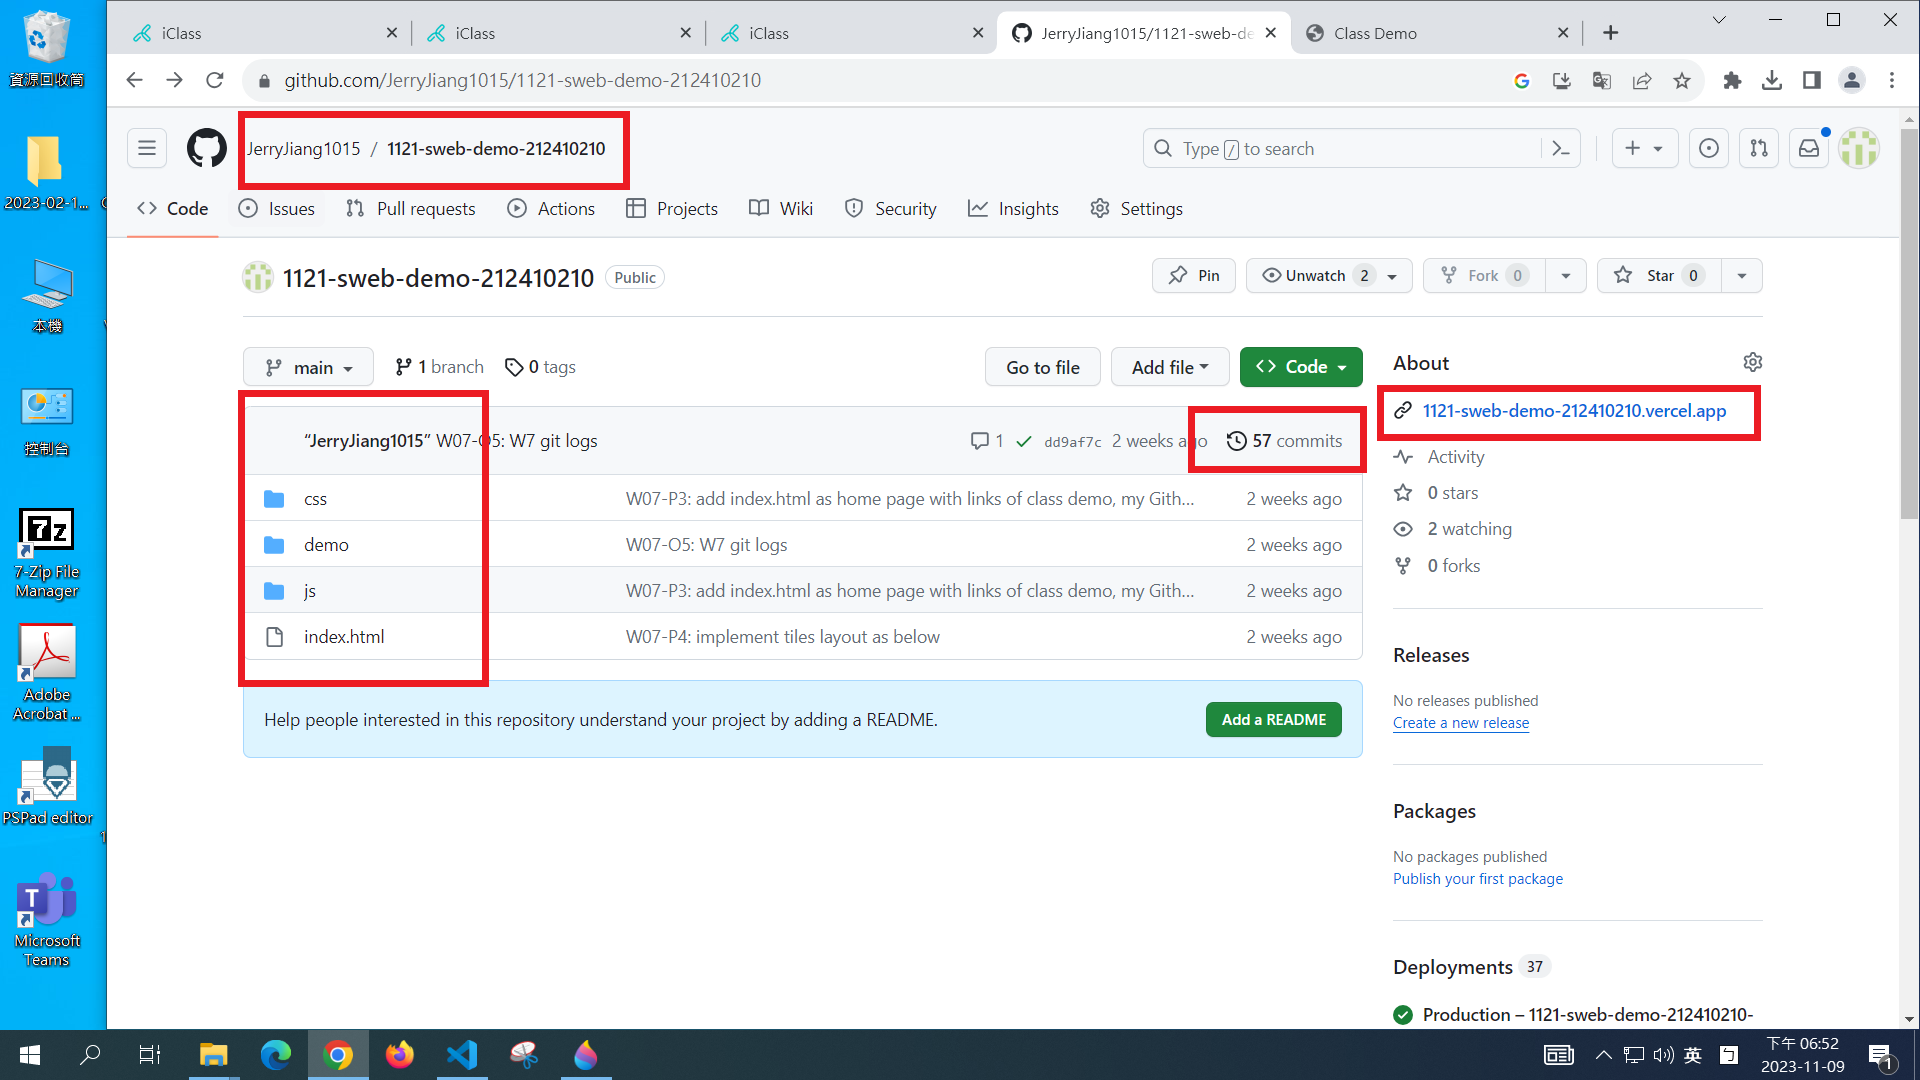 iClass
iClass
iClass
JerryJiang1015/1121-sweb-de
Class Demo
github.com/JerryJiang1015/1121-sweb-demo-212410210
JerryJiang1015 / 1121-sweb-demo-212410210
Type / to search
Code
Issues
Pull requests
Actions
Projects
Wiki
Security
Insights
Settings
1121-sweb-demo-212410210 Public
Pin
Unwatch 2
Fork 0
Star 0
main
1 branch
0 tags
Go to file
Add file
Code
"JerryJiang1015" W07-O5: W7 git logs
1
dd9af7c 2 weeks ago
57 commits
css
W07-P3: add index.html as home page with links of class demo, my Gith...
2 weeks ago
demo
W07-O5: W7 git logs
2 weeks ago
js
W07-P3: add index.html as home page with links of class demo, my Gith...
2 weeks ago
index.html
W07-P4: implement tiles layout as below
2 weeks ago
Help people interested in this repository understand your project by adding a README.
Add a README
About
1121-sweb-demo-212410210.vercel.app
Activity
0 stars
2 watching
0 forks
Releases
No releases published
Create a new release
Packages
No packages published
Publish your first package
Deployments 37
Production – 1121-sweb-demo-212410210-
資源回收筒
2023-02-1...
本機
控制台
7z
7-Zip File
Manager
Adobe
Acrobat ...
PSPad editor
T
Microsoft
Teams
英
下午 06:52
2023-11-09
1